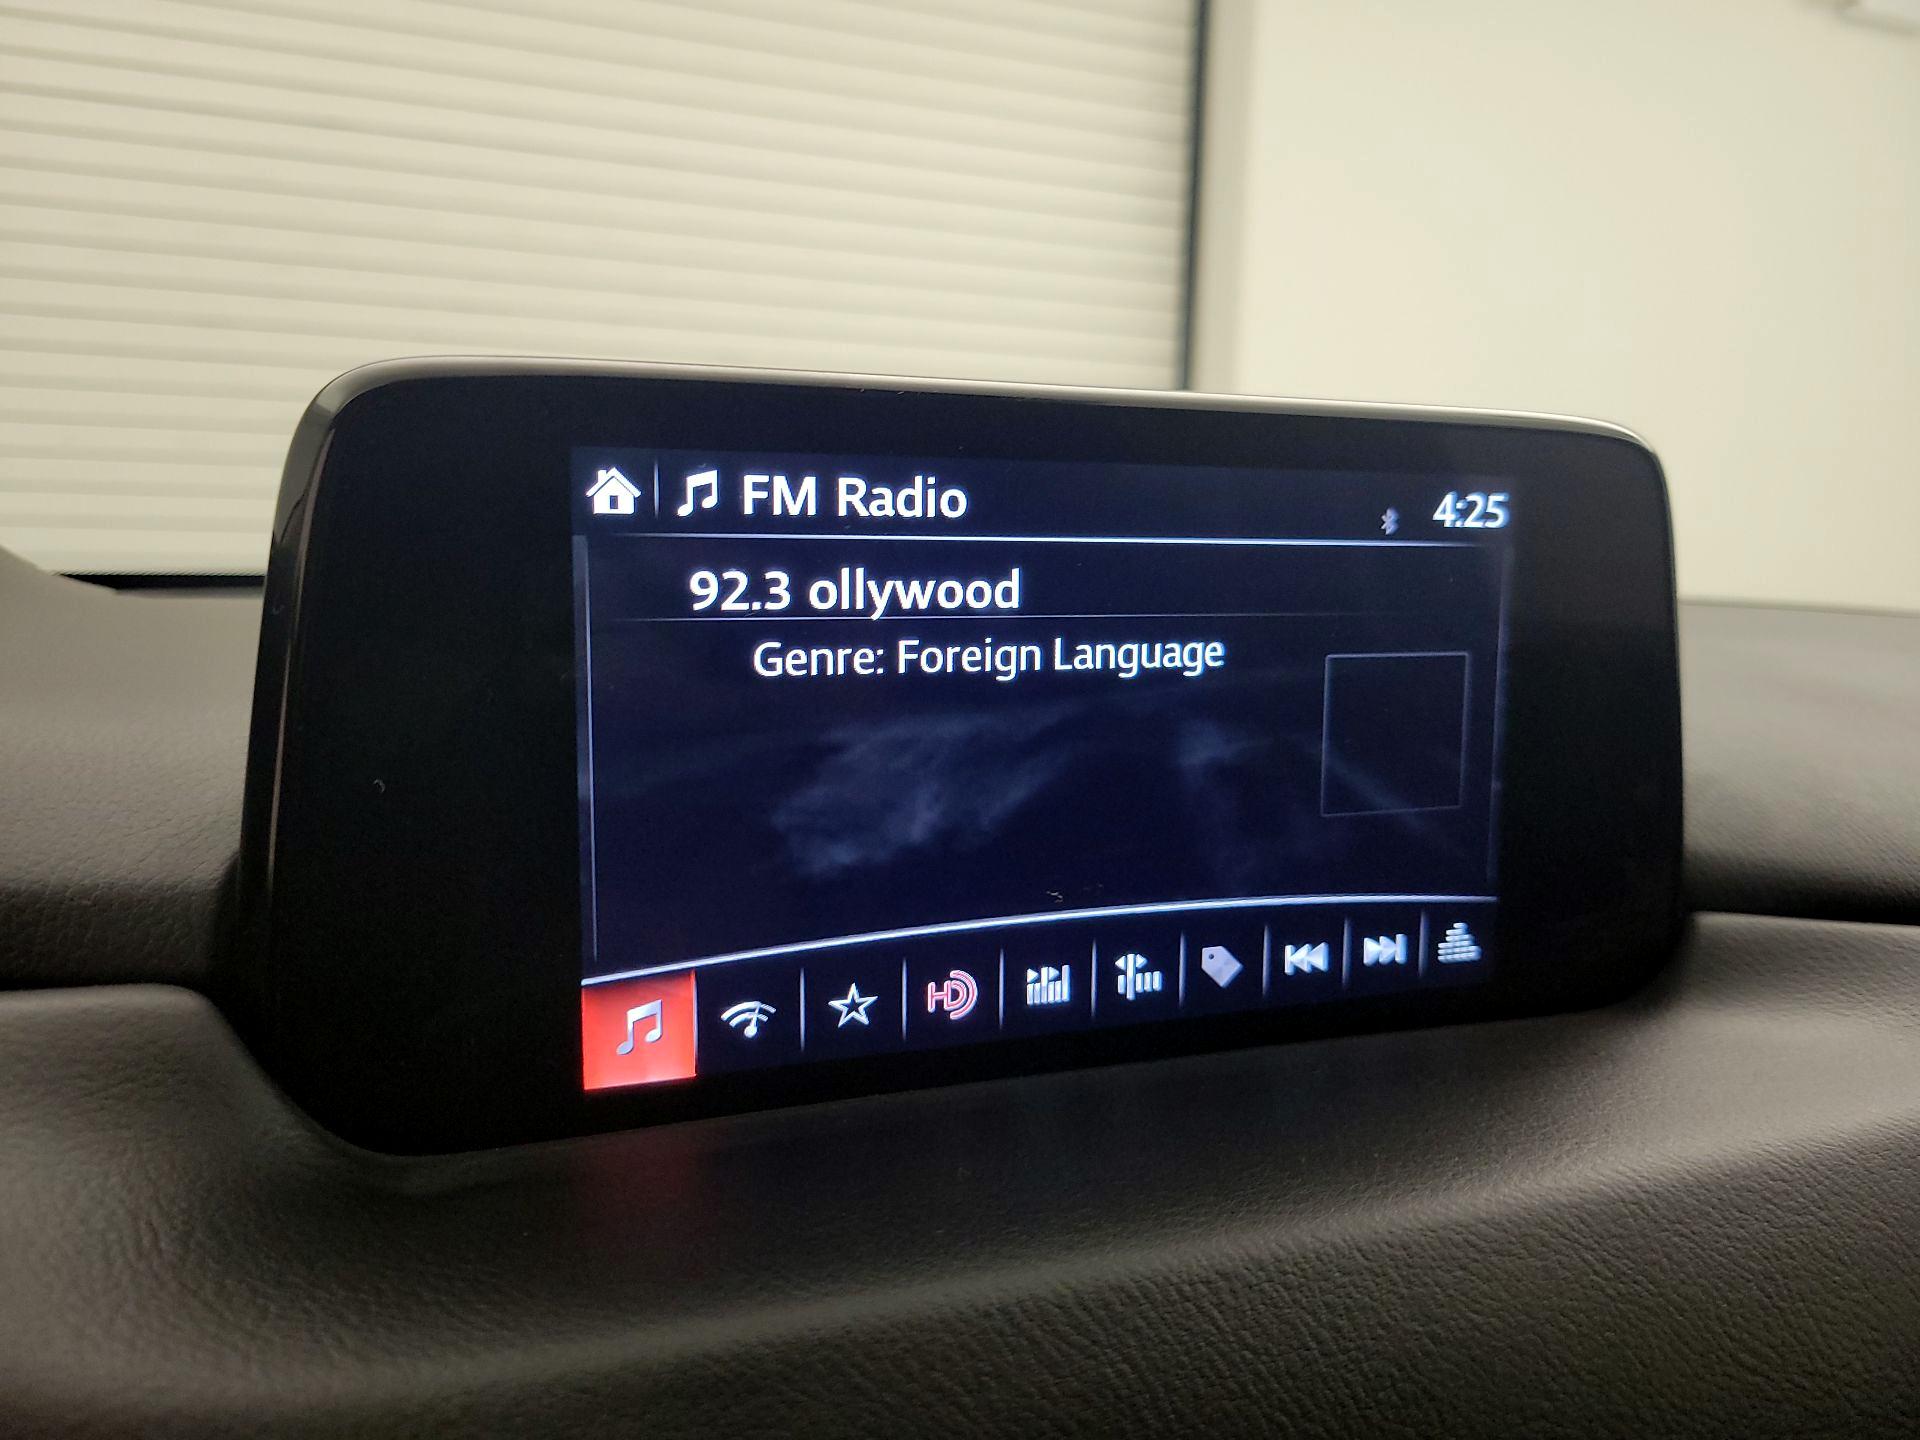 FM Radio
4:25
92.3 ollywood
Genre: Foreign Language
HD